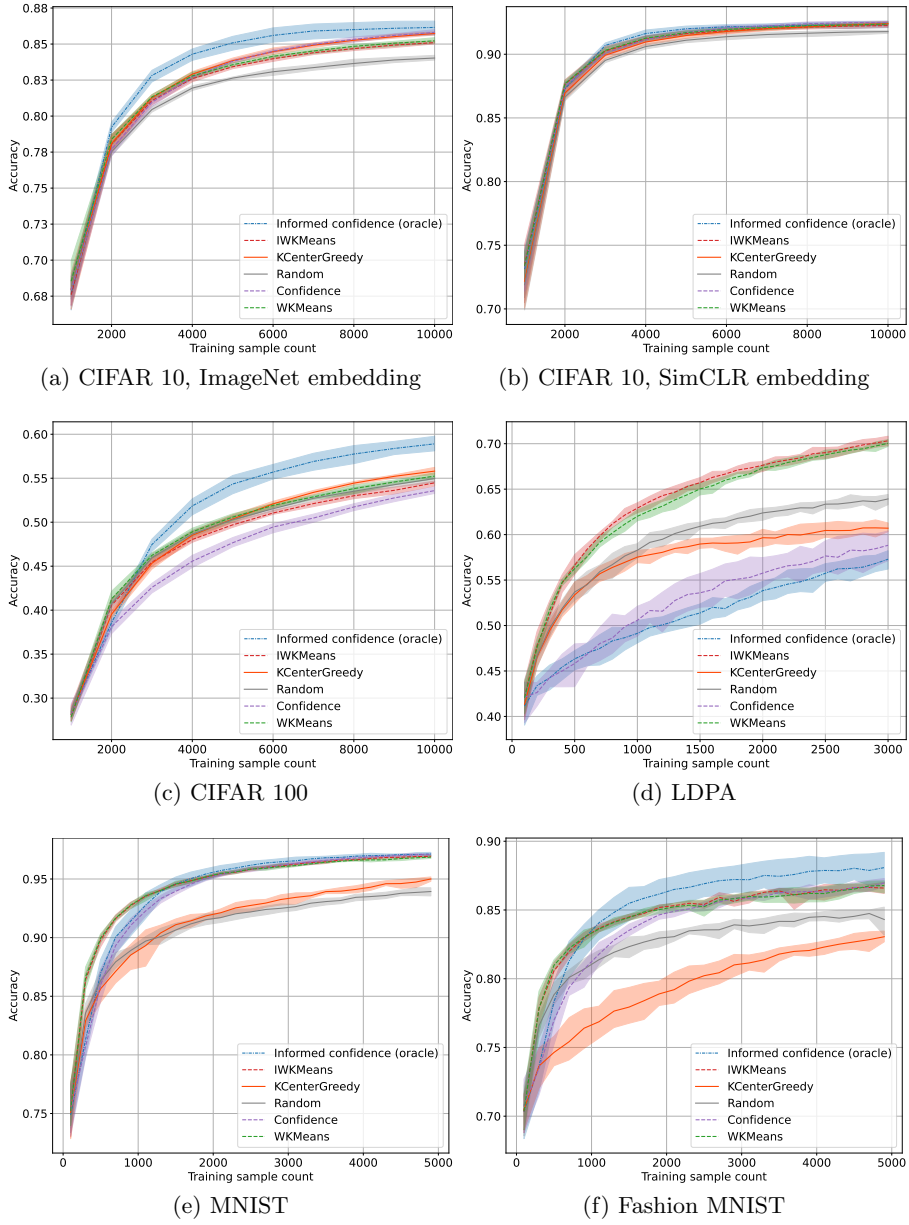 0.88
0.85
0.83
0.80
0.78
0.75
0.73
0.70
0.68
Accuracy
2000 4000 6000 8000 10000
Training sample count
Informed confidence (oracle)
IWKMeans
KCenterGreedy
Random
Confidence
WKMeans
(a) CIFAR 10, ImageNet embedding
0.90
0.85
0.80
0.75
0.70
Accuracy
2000 4000 6000 8000 10000
Training sample count
Informed confidence (oracle)
IWKMeans
KCenterGreedy
Random
Confidence
WKMeans
(b) CIFAR 10, SimCLR embedding
0.60
0.55
0.50
0.45
0.40
0.35
0.30
Accuracy
2000 4000 6000 8000 10000
Training sample count
Informed confidence (oracle)
IWKMeans
KCenterGreedy
Random
Confidence
WKMeans
(c) CIFAR 100
0.70
0.65
0.60
0.55
0.50
0.45
0.40
Accuracy
0 500 1000 1500 2000 2500 3000
Training sample count
Informed confidence (oracle)
IWKMeans
KCenterGreedy
Random
Confidence
WKMeans
(d) LDPA
0.95
0.90
0.85
0.80
0.75
Accuracy
0 1000 2000 3000 4000 5000
Training sample count
Informed confidence (oracle)
IWKMeans
KCenterGreedy
Random
Confidence
WKMeans
(e) MNIST
0.90
0.85
0.80
0.75
0.70
Accuracy
0 1000 2000 3000 4000 5000
Training sample count
Informed confidence (oracle)
IWKMeans
KCenterGreedy
Random
Confidence
WKMeans
(f) Fashion MNIST